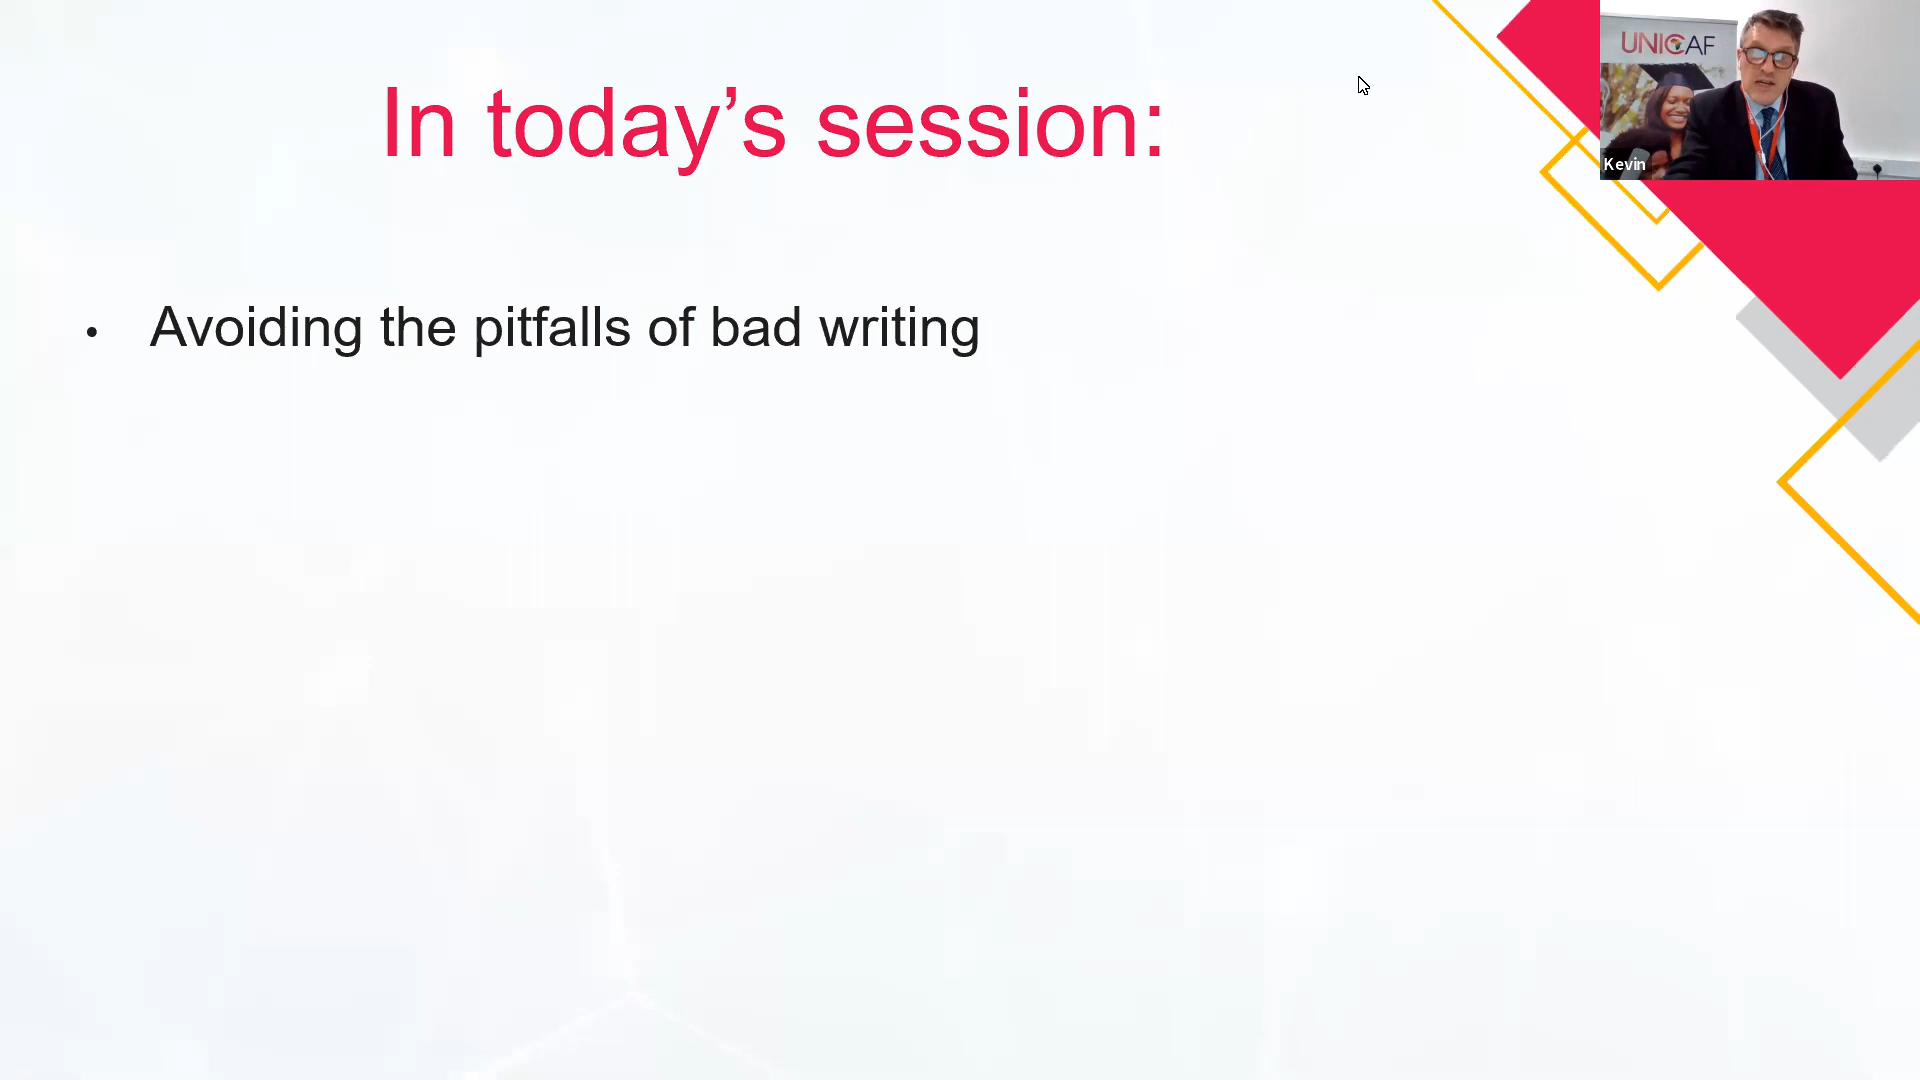 In today’s session:
• Avoiding the pitfalls of bad writing
UNICAF
Kevin